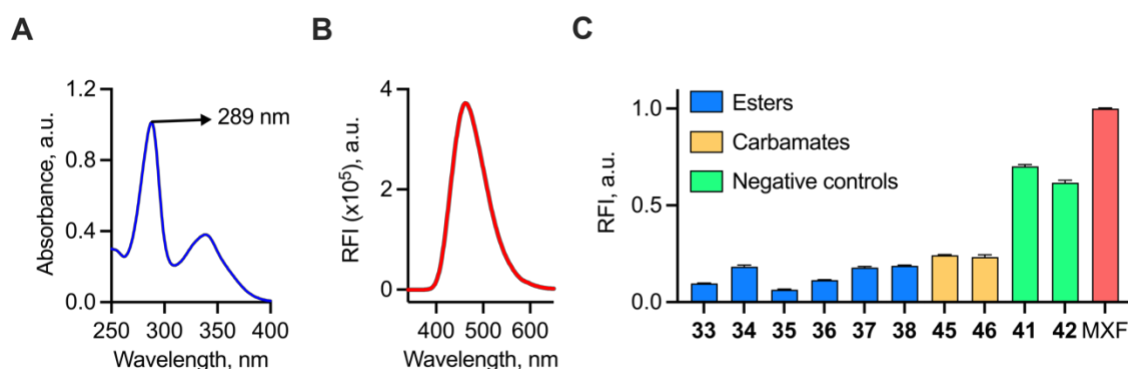 A
B
C
1.2
0.8
0.4
0.0
250 300 350 400
Absorbance, a.u.
Wavelength, nm
289 nm
4
2
0
400 500 600
RFI (x10⁵), a.u.
Wavelength, nm
1.0
0.5
0.0
RFI, a.u.
Esters
Carbamates
Negative controls
33 34 35 36 37 38 45 46 41 42 MXF